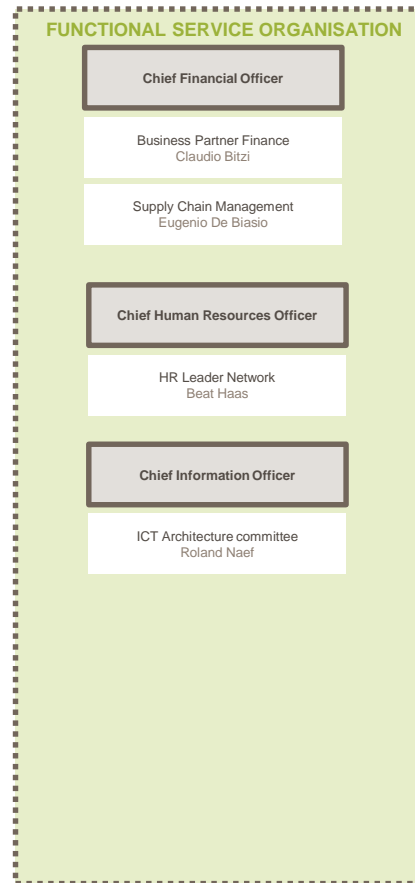 FUNCTIONAL SERVICE ORGANISATION
Chief Financial Officer
Business Partner Finance
Claudio Bitzi
Supply Chain Management
Eugenio De Biasio
Chief Human Resources Officer
HR Leader Network
Beat Haas
Chief Information Officer
ICT Architecture committee
Roland Naef